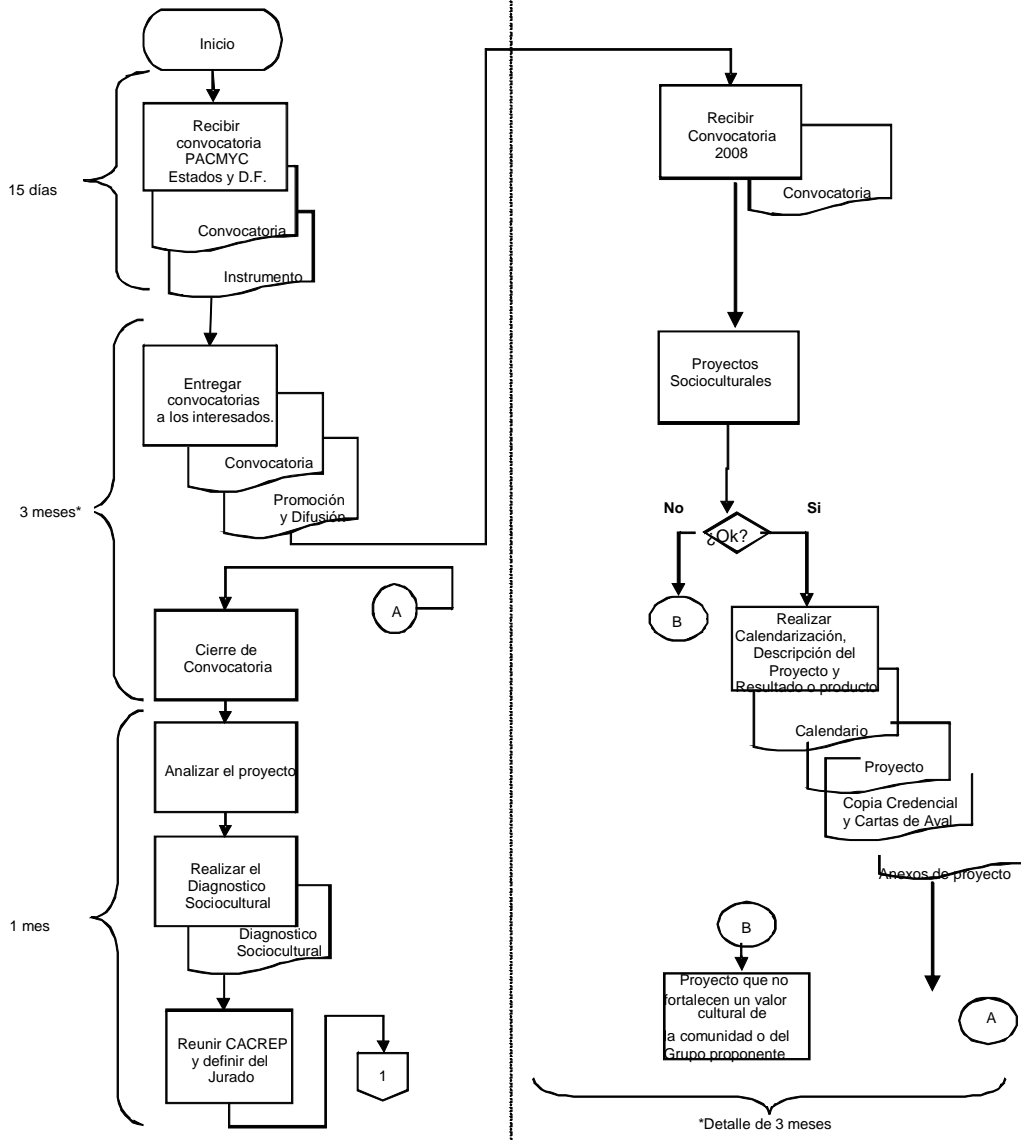 Inicio
15 días
Recibir
convocatoria
PACMYC
Estados y D.F.
Convocatoria
Instrumento
3 meses*
Entregar
convocatorias
a los interesados.
Convocatoria
Promoción
y Difusión
A
Cierre de
Convocatoria
1 mes
Analizar el proyecto
Realizar el
Diagnostico
Sociocultural
Diagnostico
Sociocultural
Reunir CACREP
y definir del
Jurado
1
Recibir
Convocatoria
2008
Convocatoria
Proyectos
Socioculturales
No
Si
¿Ok?
B
Realizar
Calendarización,
Descripción del
Proyecto y
Resultado o producto
Calendario
Proyecto
Copia Credencial
y Cartas de Aval
Anexos de proyecto
B
Proyecto que no
fortalecen un valor
cultural de
la comunidad o del
Grupo proponente
A
*Detalle de 3 meses